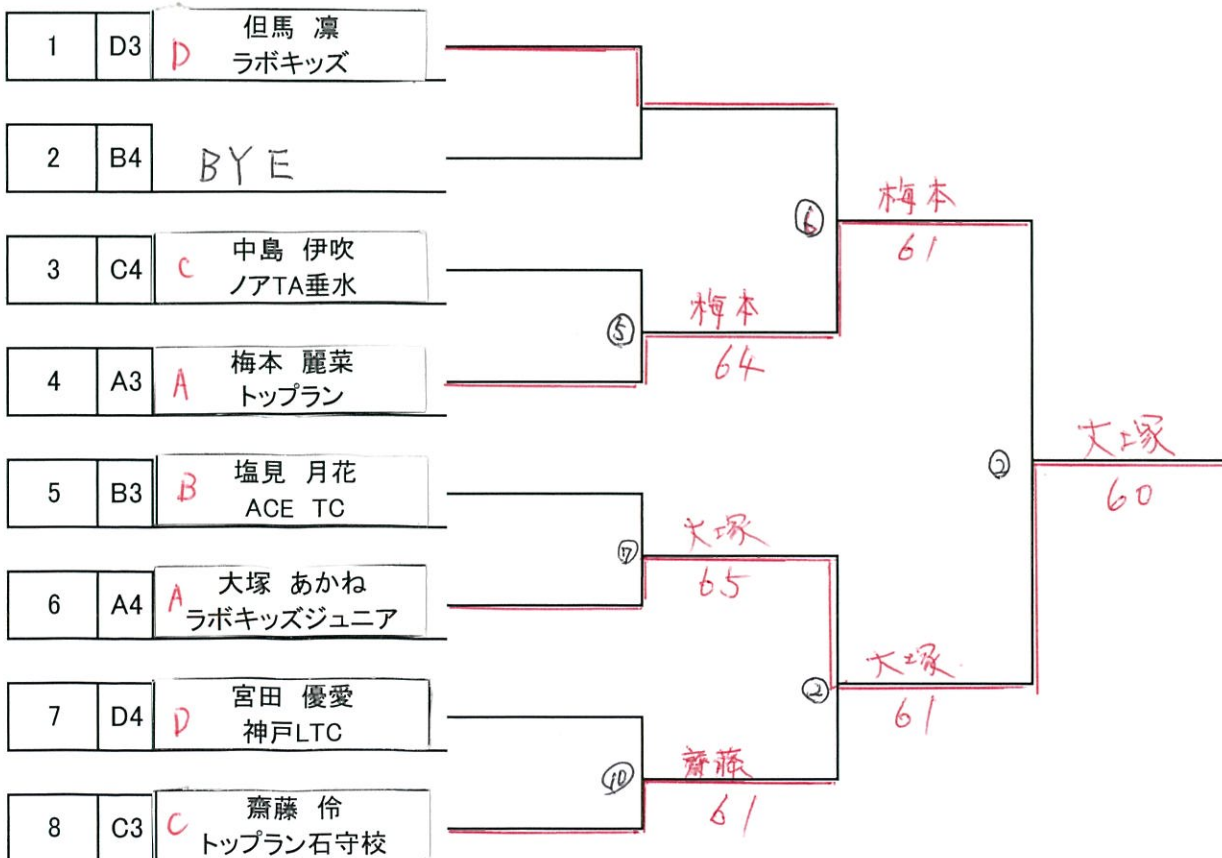 1 D3 D 但馬 凛
ラボキッズ
2 B4 BYE
3 C4 C 中島 伊吹
ノアTA垂水
4 A3 A 梅本 麗菜
トップラン
5 B3 B 塩見 月花
ACE TC
6 A4 A 大塚 あかね
ラボキッズジュニア
7 D4 D 宮田 優愛
神戸LTC
8 C3 C 齋藤 伶
トップラン石守校
⑤
梅本
64
⑦
大塚
65
⑩
齋藤
61
⑥
梅本
61
②
大塚
61
②
大塚
60